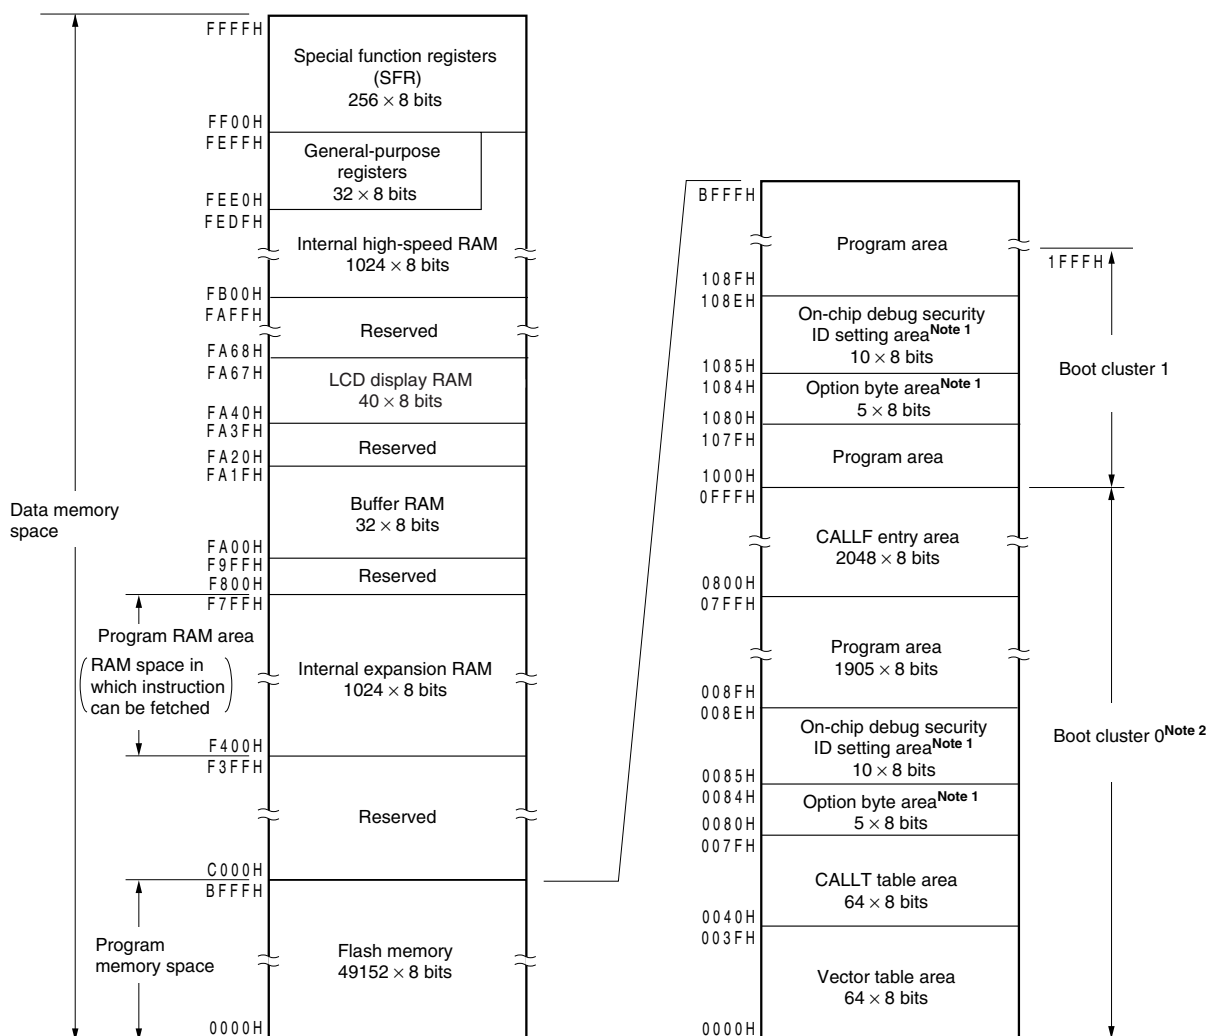 FFFFH
Special function registers
(SFR)
256 × 8 bits
FF00H
FEFFH
General-purpose
registers
32 × 8 bits
FEE0H
FEDFH
Internal high-speed RAM
1024 × 8 bits
FB00H
FAFFH
Reserved
FA68H
FA67H
LCD display RAM
40 × 8 bits
FA40H
FA3FH
Reserved
FA20H
FA1FH
Buffer RAM
32 × 8 bits
FA00H
F9FFH
Reserved
F800H
F7FFH
Data memory
space
Program RAM area
RAM space in
which instruction
can be fetched
Internal expansion RAM
1024 × 8 bits
F400H
F3FFH
Reserved
C000H
BFFFH
Program
memory space
Flash memory
49152 × 8 bits
0000H
BFFFH
Program area
1FFFH
108FH
108EH
On-chip debug security
ID setting area Note 1
10 × 8 bits
1085H
1084H
Option byte area Note 1
5 × 8 bits
1080H
107FH
Program area
1000H
0FFFH
Boot cluster 1
CALLF entry area
2048 × 8 bits
0800H
07FFH
Program area
1905 × 8 bits
008FH
008EH
On-chip debug security
ID setting area Note 1
10 × 8 bits
0085H
0084H
Option byte area Note 1
5 × 8 bits
0080H
007FH
Boot cluster 0 Note 2
CALLT table area
64 × 8 bits
0040H
003FH
Vector table area
64 × 8 bits
0000H